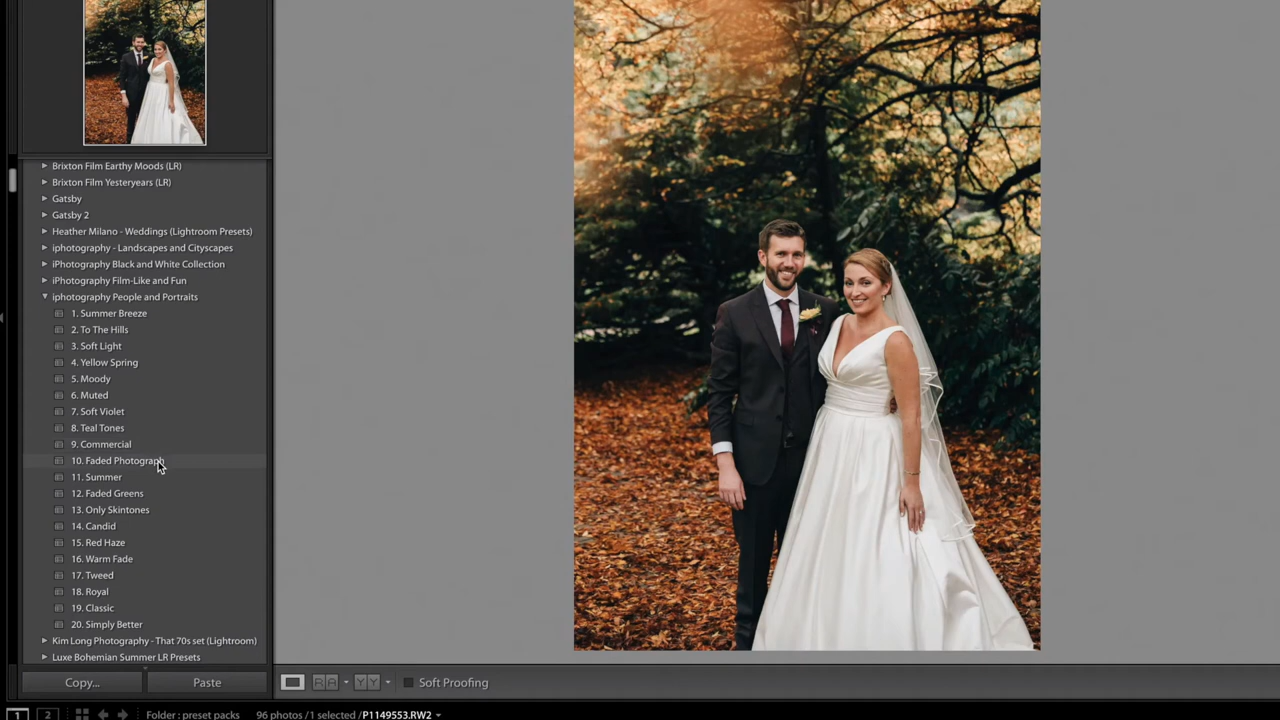 Brixton Film Earthy Moods (LR)
Brixton Film Yesteryears (LR)
Gatsby
Gatsby 2
Heather Milano - Weddings (Lightroom Presets)
iphotography - Landscapes and Cityscapes
iPhotography Black and White Collection
iPhotography Film-Like and Fun
iphotography People and Portraits
1. Summer Breeze
2. To The Hills
3. Soft Light
4. Yellow Spring
5. Moody
6. Muted
7. Soft Violet
8. Teal Tones
9. Commercial
10. Faded Photograph
11. Summer
12. Faded Greens
13. Only Skintones
14. Candid
15. Red Haze
16. Warm Fade
17. Tweed
18. Royal
19. Classic
20. Simply Better
Kim Long Photography - That 70s set (Lightroom)
Luxe Bohemian Summer LR Presets
Copy... Paste RA YY Soft Proofing
1 2 Folder : preset packs 96 photos / 1 selected / P1149553.RW2